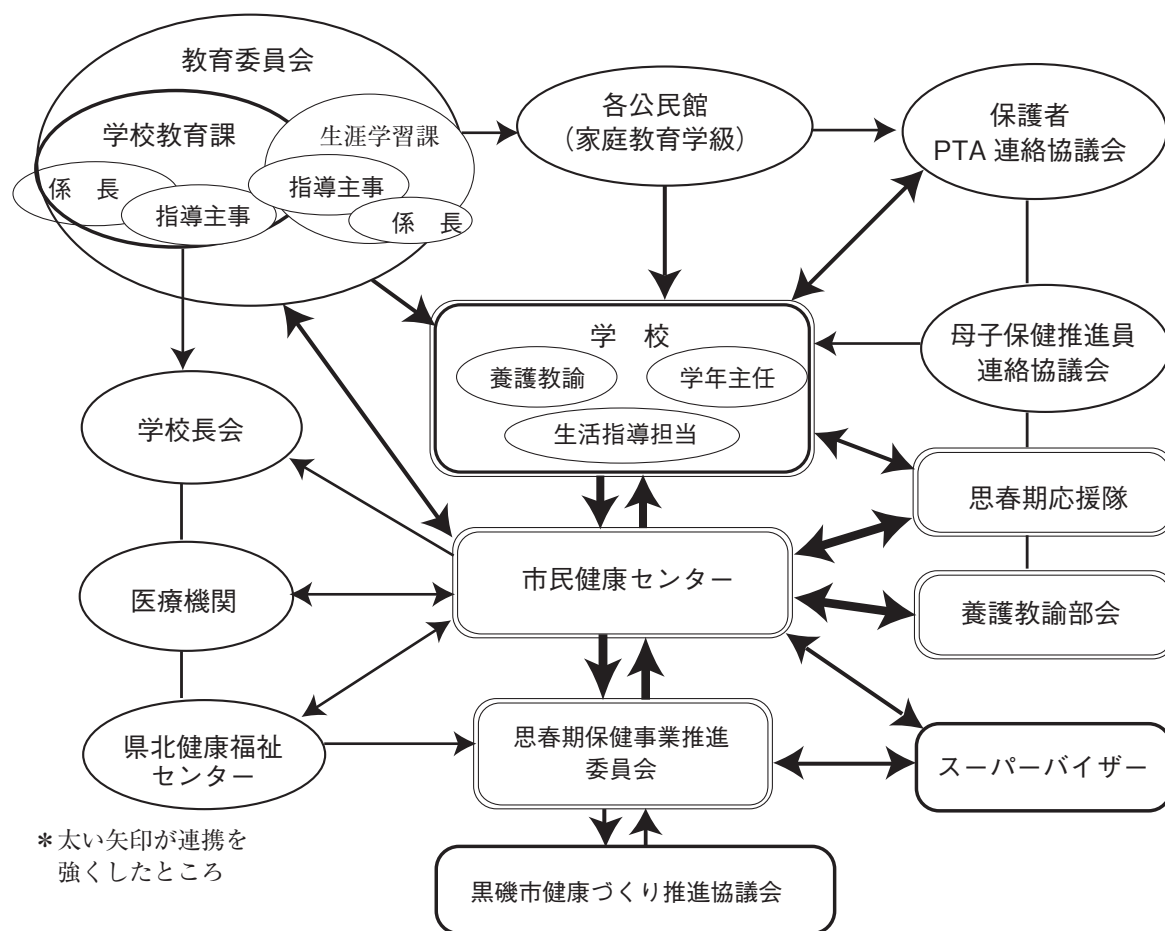 教育委員会
学校教育課
生涯学習課
係　長
指導主事
指導主事
係　長
各公民館
（家庭教育学級）
保護者
PTA 連絡協議会
学　校
養護教諭
学年主任
生活指導担当
母子保健推進員
連絡協議会
学校長会
思春期応援隊
市民健康センター
医療機関
養護教諭部会
県北健康福祉
センター
思春期保健事業推進
委員会
スーパーバイザー
＊太い矢印が連携を
強くしたところ
黒磯市健康づくり推進協議会